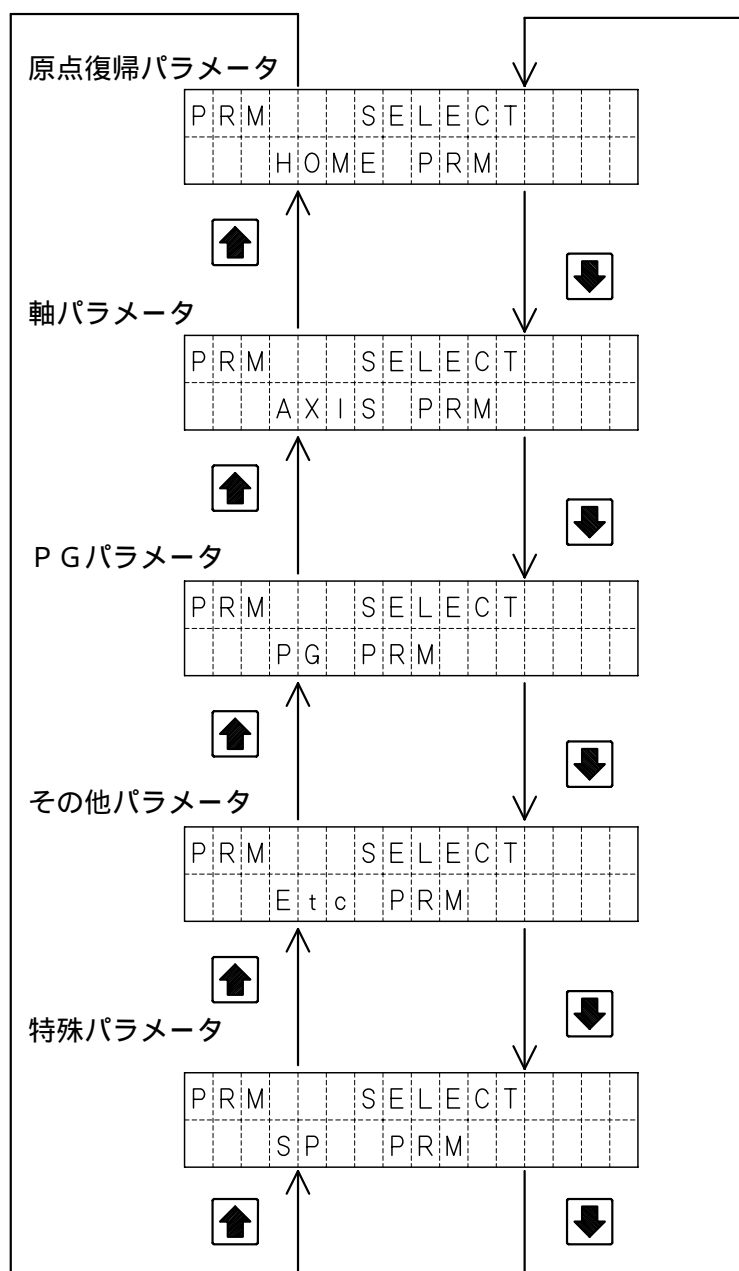 原点復帰パラメータ
PRM   SELECT
HOME PRM
軸パラメータ
PRM   SELECT
AXIS PRM
ＰＧパラメータ
PRM   SELECT
PG PRM
その他パラメータ
PRM   SELECT
Etc PRM
特殊パラメータ
PRM   SELECT
SP  PRM